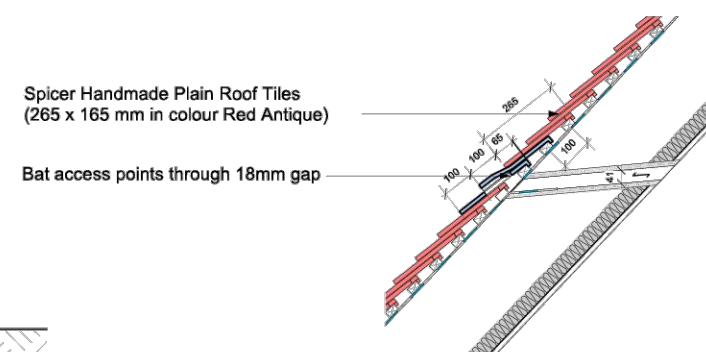 Spicer Handmade Plain Roof Tiles
(265 x 165 mm in colour Red Antique)
265
65
100
100
100
Bat access points through 18mm gap
41